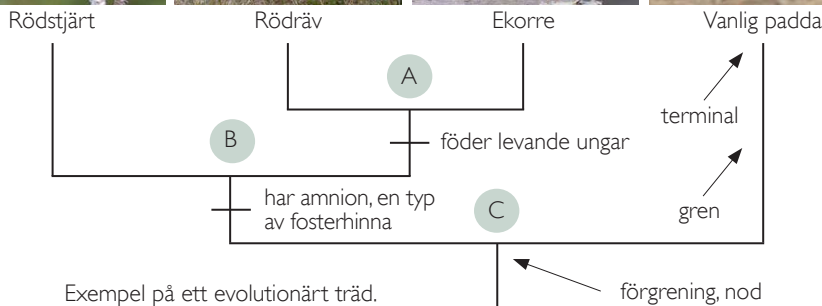 Rödstjärt
Rödräv
Ekorre
Vanlig padda
A
terminal
B
föder levande ungar
har amnion, en typ
av fosterhinna
C
gren
Exempel på ett evolutionärt träd.
förgrening, nod